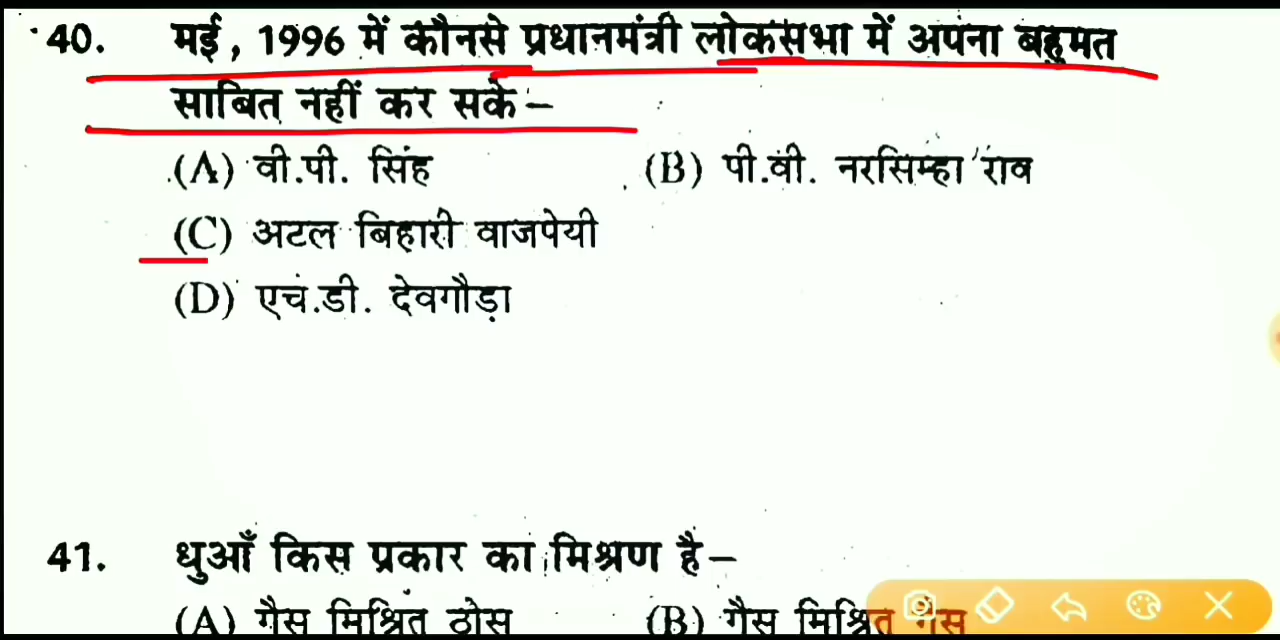 40. मई, 1996 में कौनसे प्रधानमंत्री लोकसभा में अपना बहुमत
साबित नहीं कर सके–
(A) वी.पी. सिंह (B) पी.वी. नरसिम्हा राव
(C) अटल बिहारी वाजपेयी
(D) एच.डी. देवगौड़ा
41. धुआँ किस प्रकार का मिश्रण है–
(A) गैस मिश्रित ठोस (B) गैस मिश्रित गैस